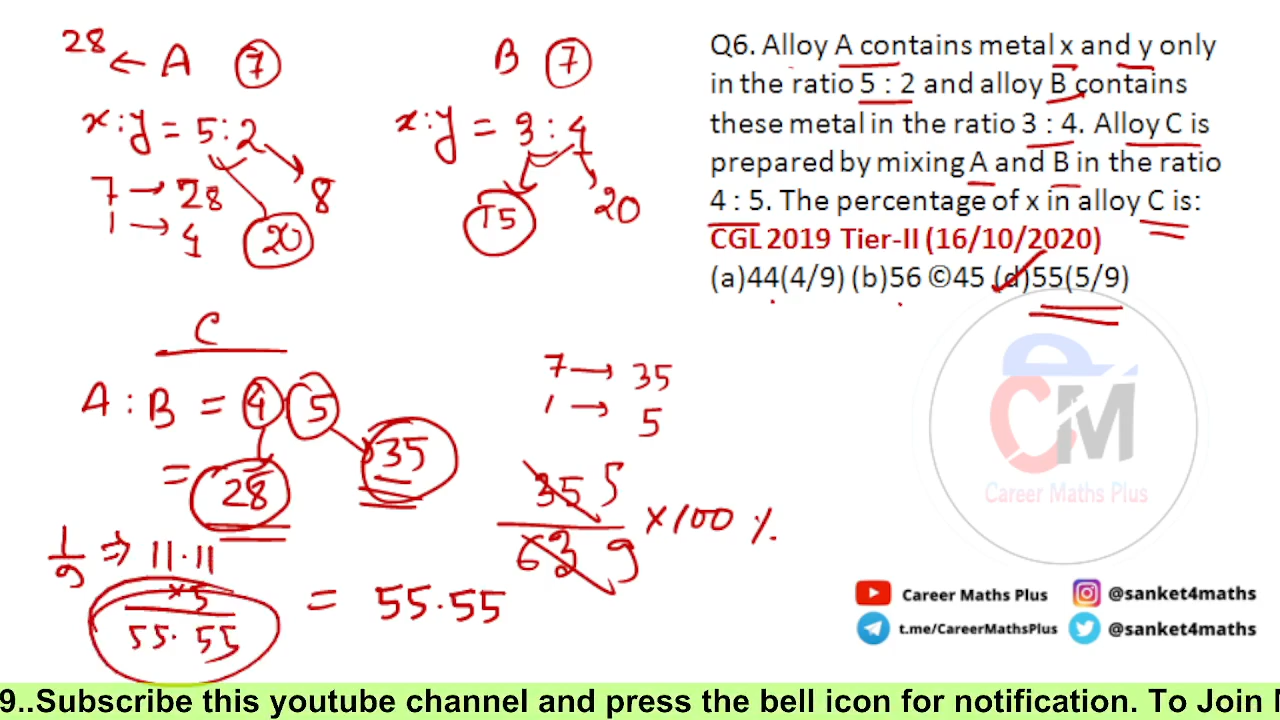 28 ← A 7
x : y = 5 : 2
7 → 28
1 → 4
20
8
B 7
x : y = 3 : 4
15
20
Q6. Alloy A contains metal x and y only
in the ratio 5 : 2 and alloy B contains
these metal in the ratio 3 : 4. Alloy C is
prepared by mixing A and B in the ratio
4 : 5. The percentage of x in alloy C is:
CGL 2019 Tier-II (16/10/2020)
(a)44(4/9) (b)56 ©45 (d)55(5/9)
C
A : B = 4 5
= 28 35
7 → 35
1 → 5
35 5
63 9
×100 %
= 55.55
1/9 ⇒ 11.11
×5
55.55
CM
Career Maths Plus
Career Maths Plus @sanket4maths
t.me/CareerMathsPlus @sanket4maths
9..Subscribe this youtube channel and press the bell icon for notification. To Join